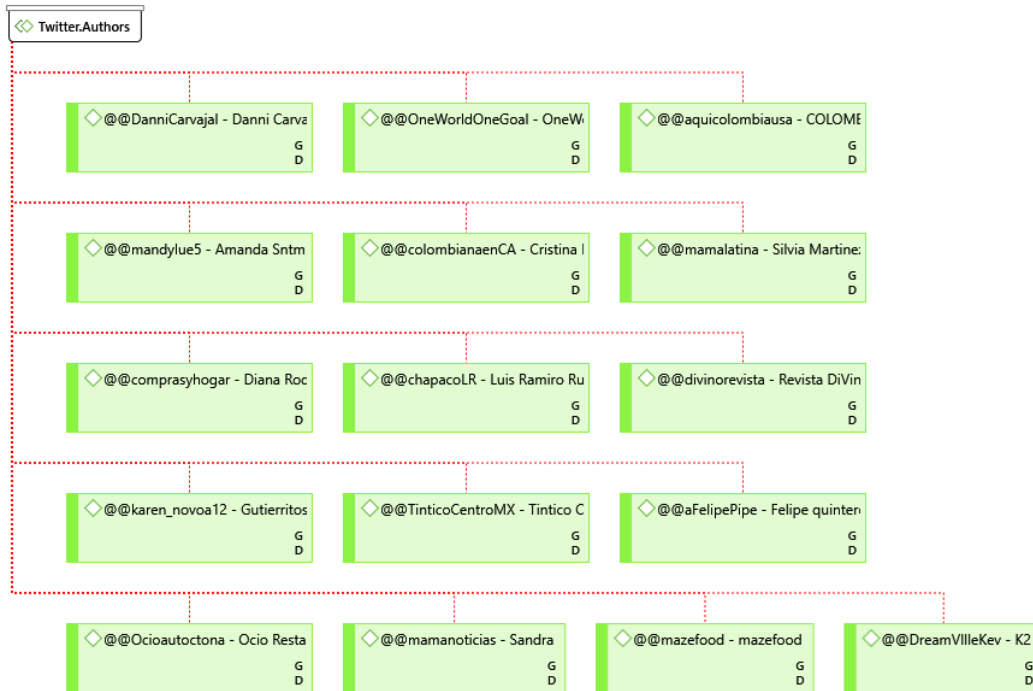 Twitter.Authors
@@DanniCarvajal - Danni Carva
G
D
@@OneWorldOneGoal - OneW
G
D
@@aquicolombiausa - COLOME
G
D
@@mandylue5 - Amanda Sntm
G
D
@@colombianaenCA - Cristina
G
D
@@mamalatina - Silvia Martine
G
D
@@comprasyhogar - Diana Roc
G
D
@@chapacoLR - Luis Ramiro Ru
G
D
@@divinorevista - Revista DiVin
G
D
@@karen_novoa12 - Gutierritos
G
D
@@TinticoCentroMX - Tintico C
G
D
@@aFelipePipe - Felipe quinter
G
D
@@Ocioautoctona - Ocio Resta
G
D
@@mamanoticias - Sandra
G
D
@@mazefood - mazefood
G
D
@@DreamVIlleKev - K2
G
D